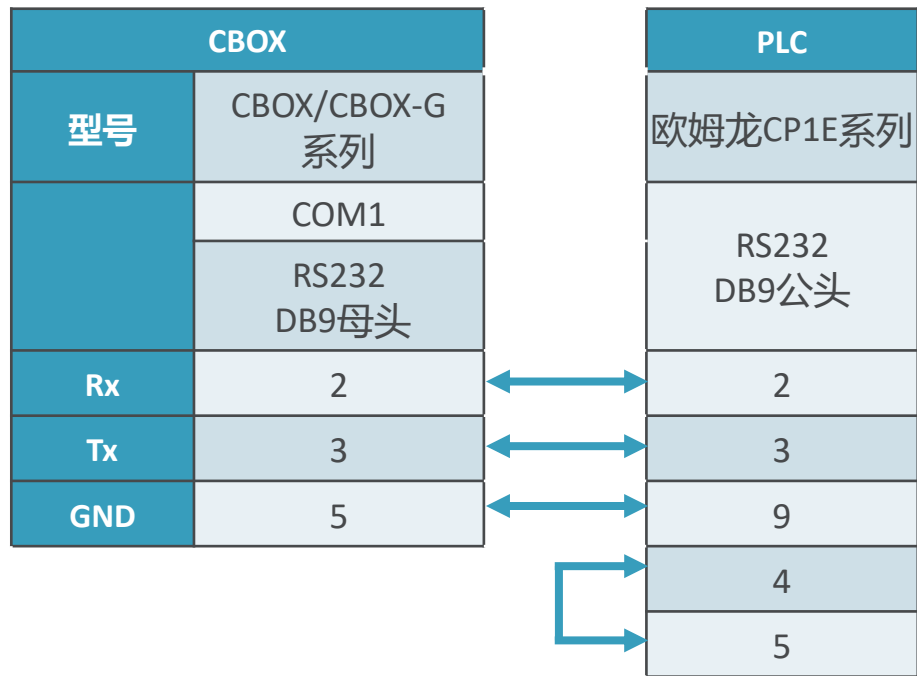 CBOX
PLC
型号
CBOX/CBOX-G
系列
欧姆龙CP1E系列
COM1
RS232
DB9母头
RS232
DB9公头
Rx
2
2
Tx
3
3
GND
5
9
4
5